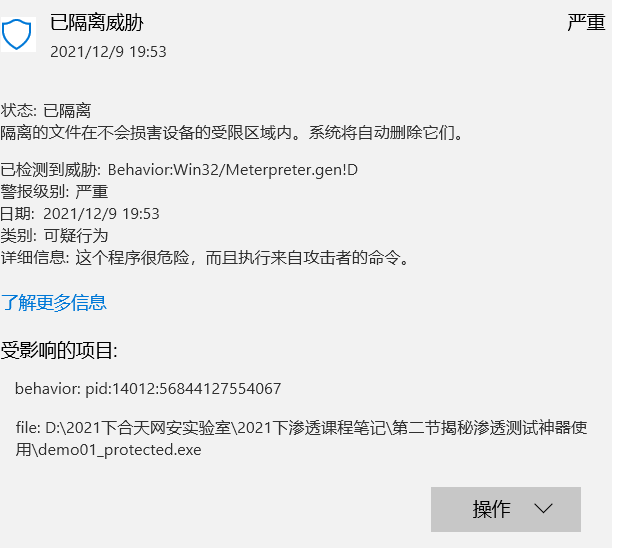 已隔离威胁
严重
2021/12/9 19:53
状态: 已隔离
隔离的文件在不会损害设备的受限区域内。系统将自动删除它们。
已检测到威胁: Behavior:Win32/Meterpreter.gen!D
警报级别: 严重
日期: 2021/12/9 19:53
类别: 可疑行为
详细信息: 这个程序很危险，而且执行来自攻击者的命令。
了解更多信息
受影响的项目:
behavior: pid:14012:56844127554067
file: D:\2021下合天网安实验室\2021下渗透课程笔记\第二节揭秘渗透测试神器使
用\demo01_protected.exe
操作